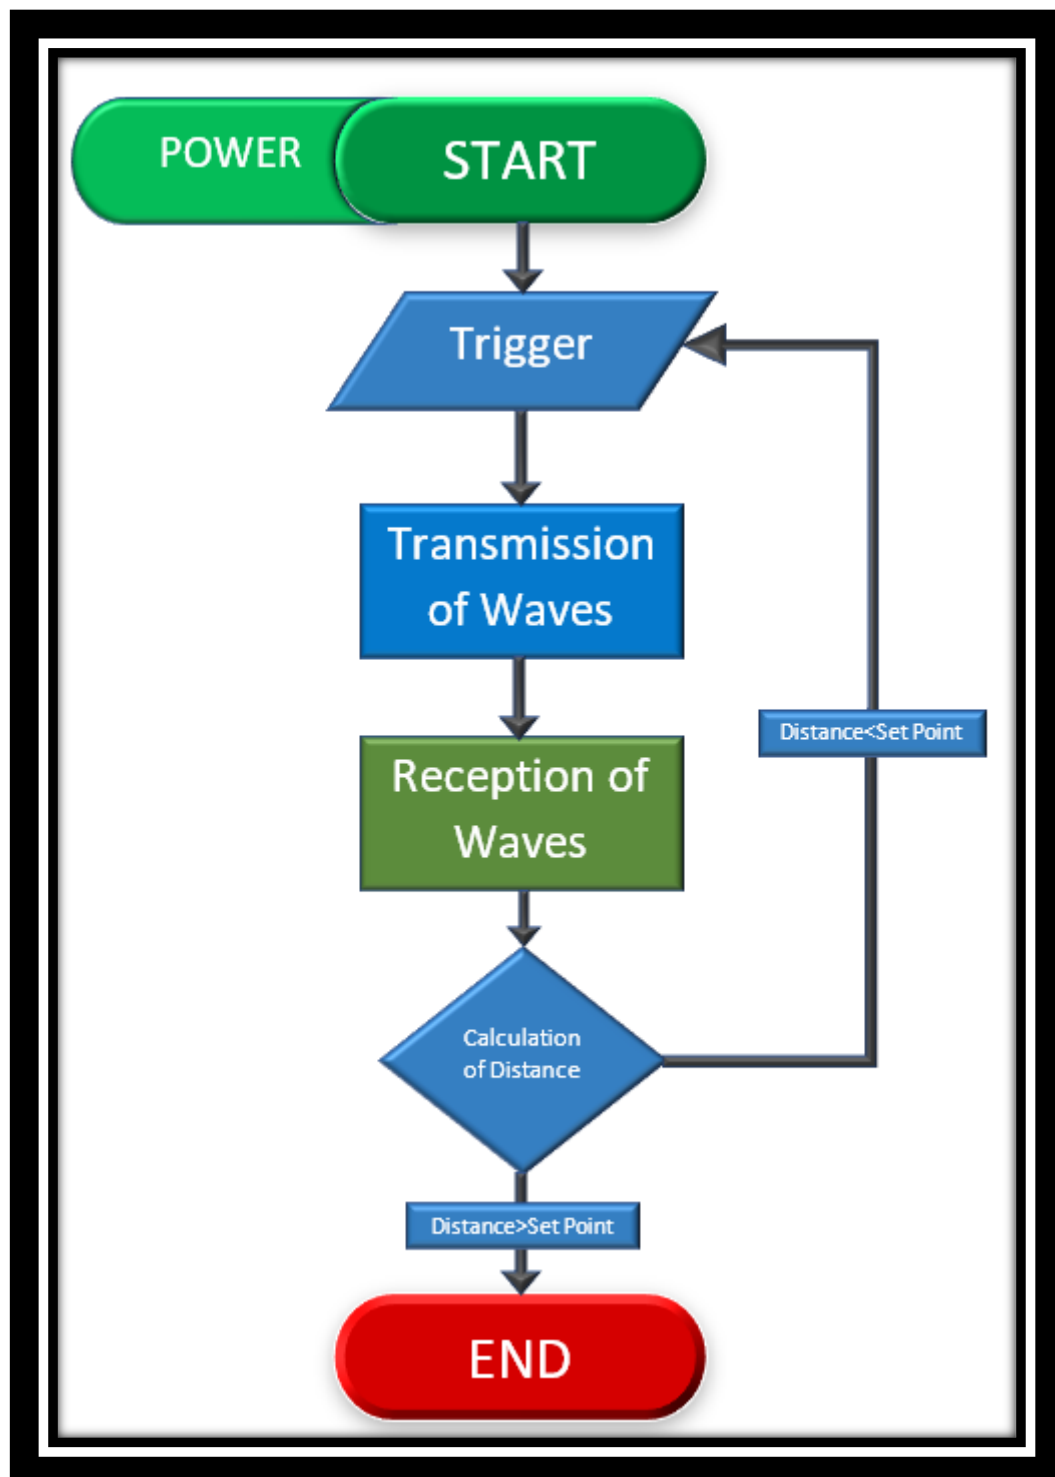 POWER
START
Trigger
Transmission
of Waves
Reception of
Waves
Distance<Set Point
Calculation
of Distance
Distance>Set Point
END